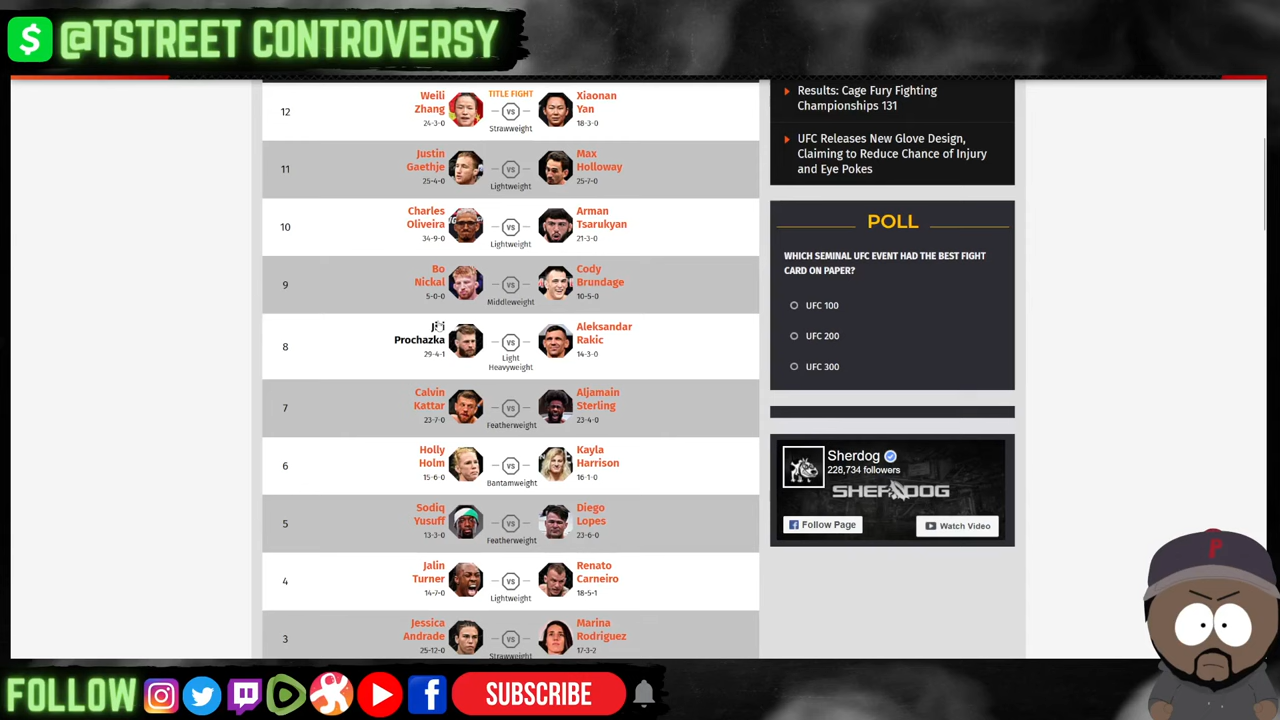 $ @TSTREET CONTROVERSY
12
Weili
Zhang
24-3-0
TITLE FIGHT
VS
Strawweight
Xiaonan
Yan
18-3-0
11
Justin
Gaethje
25-4-0
VS
Lightweight
Max
Holloway
25-7-0
10
Charles
Oliveira
34-9-0
VS
Lightweight
Arman
Tsarukyan
21-3-0
9
Bo
Nickal
5-0-0
VS
Middleweight
Cody
Brundage
10-5-0
8
Prochazka
29-4-1
VS
Light
Heavyweight
Aleksandar
Rakic
14-3-0
7
Calvin
Kattar
23-7-0
VS
Featherweight
Aljamain
Sterling
23-4-0
6
Holly
Holm
15-6-0
VS
Bantamweight
Kayla
Harrison
16-1-0
5
Sodiq
Yusuff
13-3-0
VS
Featherweight
Diego
Lopes
23-6-0
4
Jalin
Turner
14-7-0
VS
Lightweight
Renato
Carneiro
18-5-1
3
Jessica
Andrade
25-12-0
VS
Strawweight
Marina
Rodriguez
17-3-2
Results: Cage Fury Fighting
Championships 131
UFC Releases New Glove Design,
Claiming to Reduce Chance of Injury
and Eye Pokes
POLL
WHICH SEMINAL UFC EVENT HAD THE BEST FIGHT
CARD ON PAPER?
UFC 100
UFC 200
UFC 300
Sherdog
228,734 followers
SHERDOG
Follow Page
Watch Video
P
FOLLOW
SUBSCRIBE